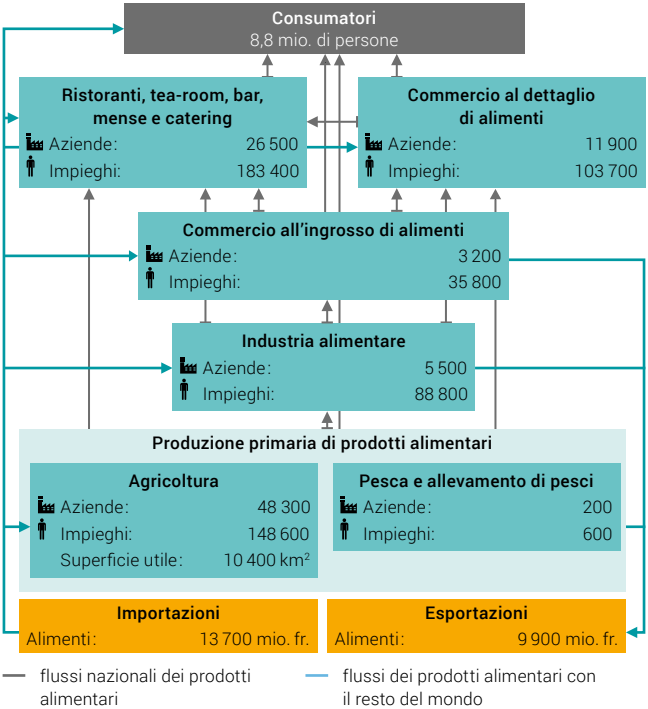 Consumatori
8,8 mio. di persone
Ristoranti, tea-room, bar,
mense e catering
Aziende: 26 500
Impieghi: 183 400
Commercio al dettaglio
di alimenti
Aziende: 11 900
Impieghi: 103 700
Commercio all'ingrosso di alimenti
Aziende: 3 200
Impieghi: 35 800
Industria alimentare
Aziende: 5 500
Impieghi: 88 800
Produzione primaria di prodotti alimentari
Agricoltura
Aziende: 48 300
Impieghi: 148 600
Superficie utile: 10 400 km²
Pesca e allevamento di pesci
Aziende: 200
Impieghi: 600
Importazioni
Alimenti: 13 700 mio. fr.
Esportazioni
Alimenti: 9 900 mio. fr.
flussi nazionali dei prodotti
alimentari
flussi dei prodotti alimentari con
il resto del mondo